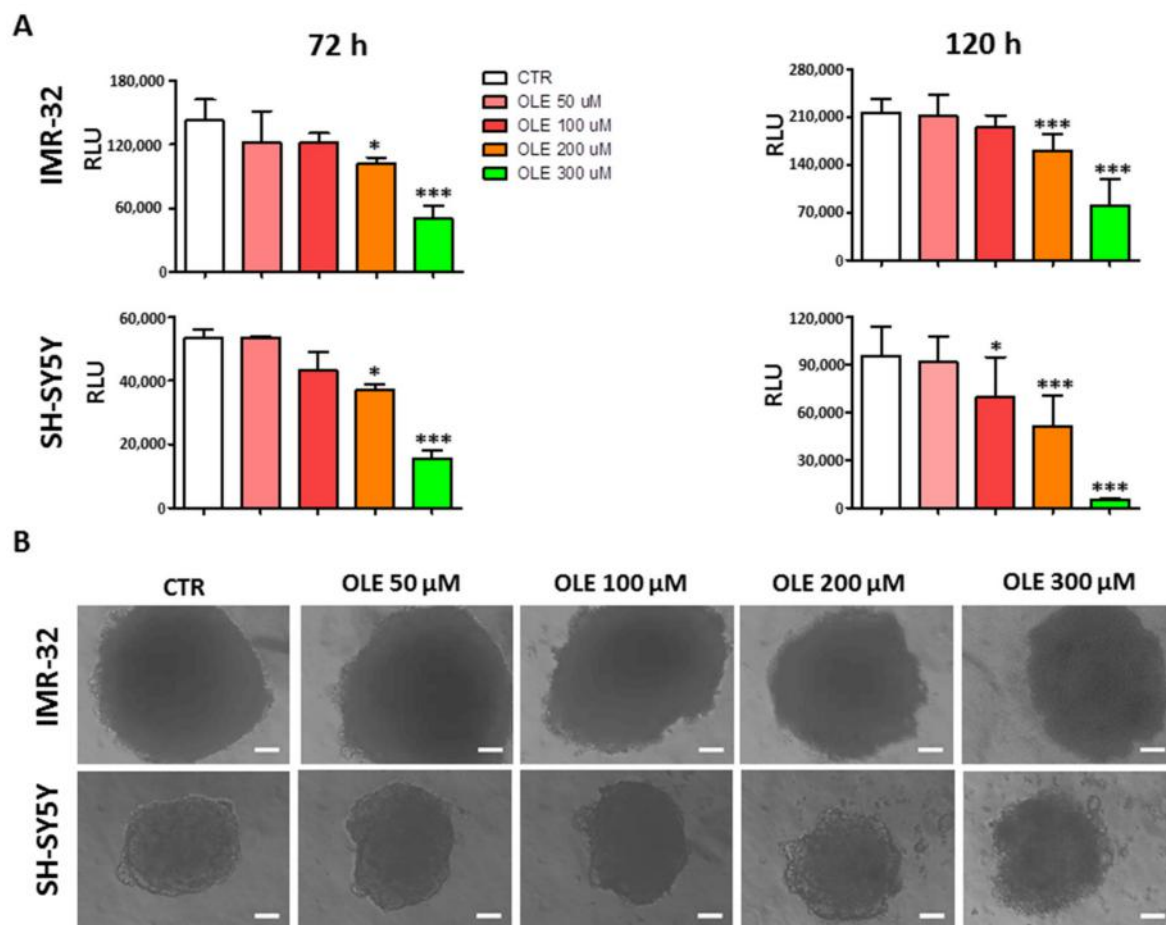 A
72 h
120 h
IMR-32
RLU
180,000
120,000
60,000
0
*
***
CTR
OLE 50 uM
OLE 100 uM
OLE 200 uM
OLE 300 uM
RLU
280,000
210,000
140,000
70,000
0
***
***
SH-SY5Y
RLU
60,000
40,000
20,000
0
*
***
RLU
120,000
90,000
60,000
30,000
0
*
***
***
B
CTR
OLE 50 µM
OLE 100 µM
OLE 200 µM
OLE 300 µM
IMR-32
SH-SY5Y